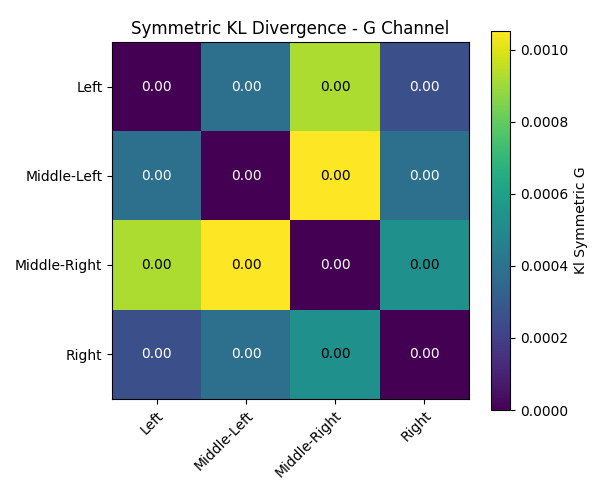 Symmetric KL Divergence - G Channel
Left 0.00 0.00 0.00 0.00
Middle-Left 0.00 0.00 0.00 0.00
Middle-Right 0.00 0.00 0.00 0.00
Right 0.00 0.00 0.00 0.00
Left Middle-Left Middle-Right Right
0.0010
0.0008
0.0006
0.0004
0.0002
0.0000
Kl Symmetric G